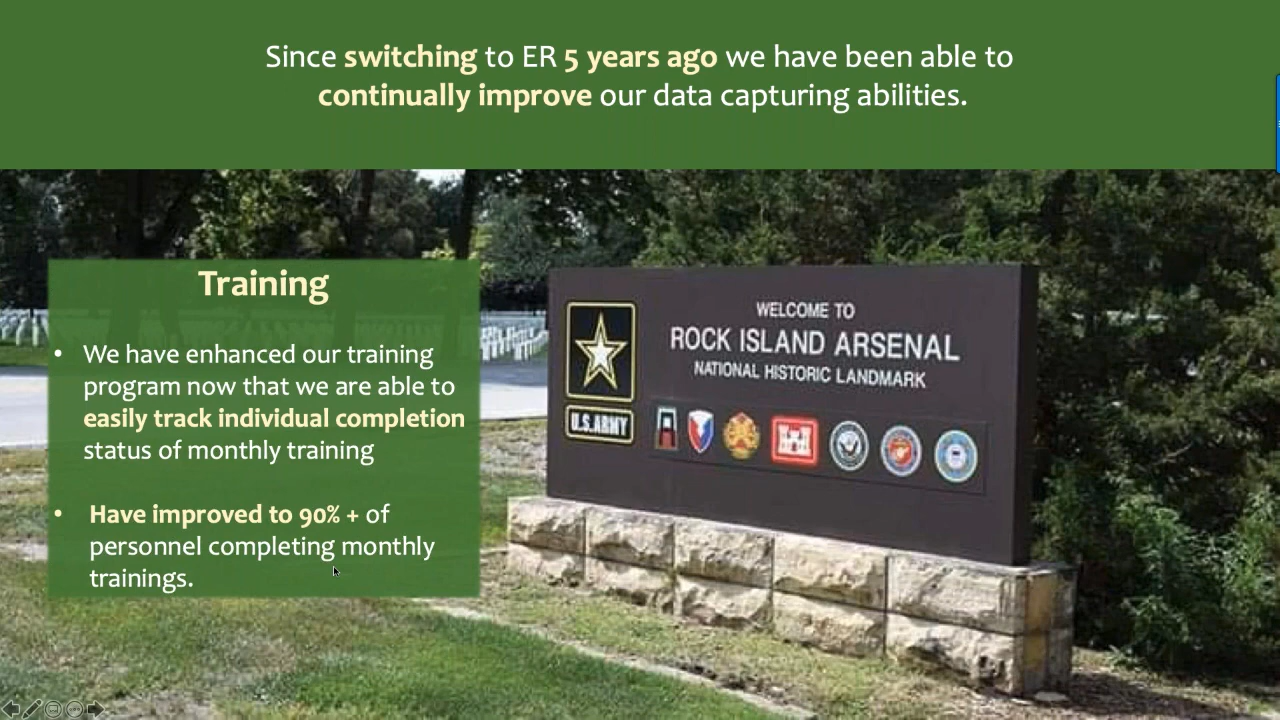 Since switching to ER 5 years ago we have been able to
continually improve our data capturing abilities.
Training
• We have enhanced our training
program now that we are able to
easily track individual completion
status of monthly training
• Have improved to 90% + of
personnel completing monthly
trainings.
WELCOME TO
ROCK ISLAND ARSENAL
NATIONAL HISTORIC LANDMARK
U.S.ARMY